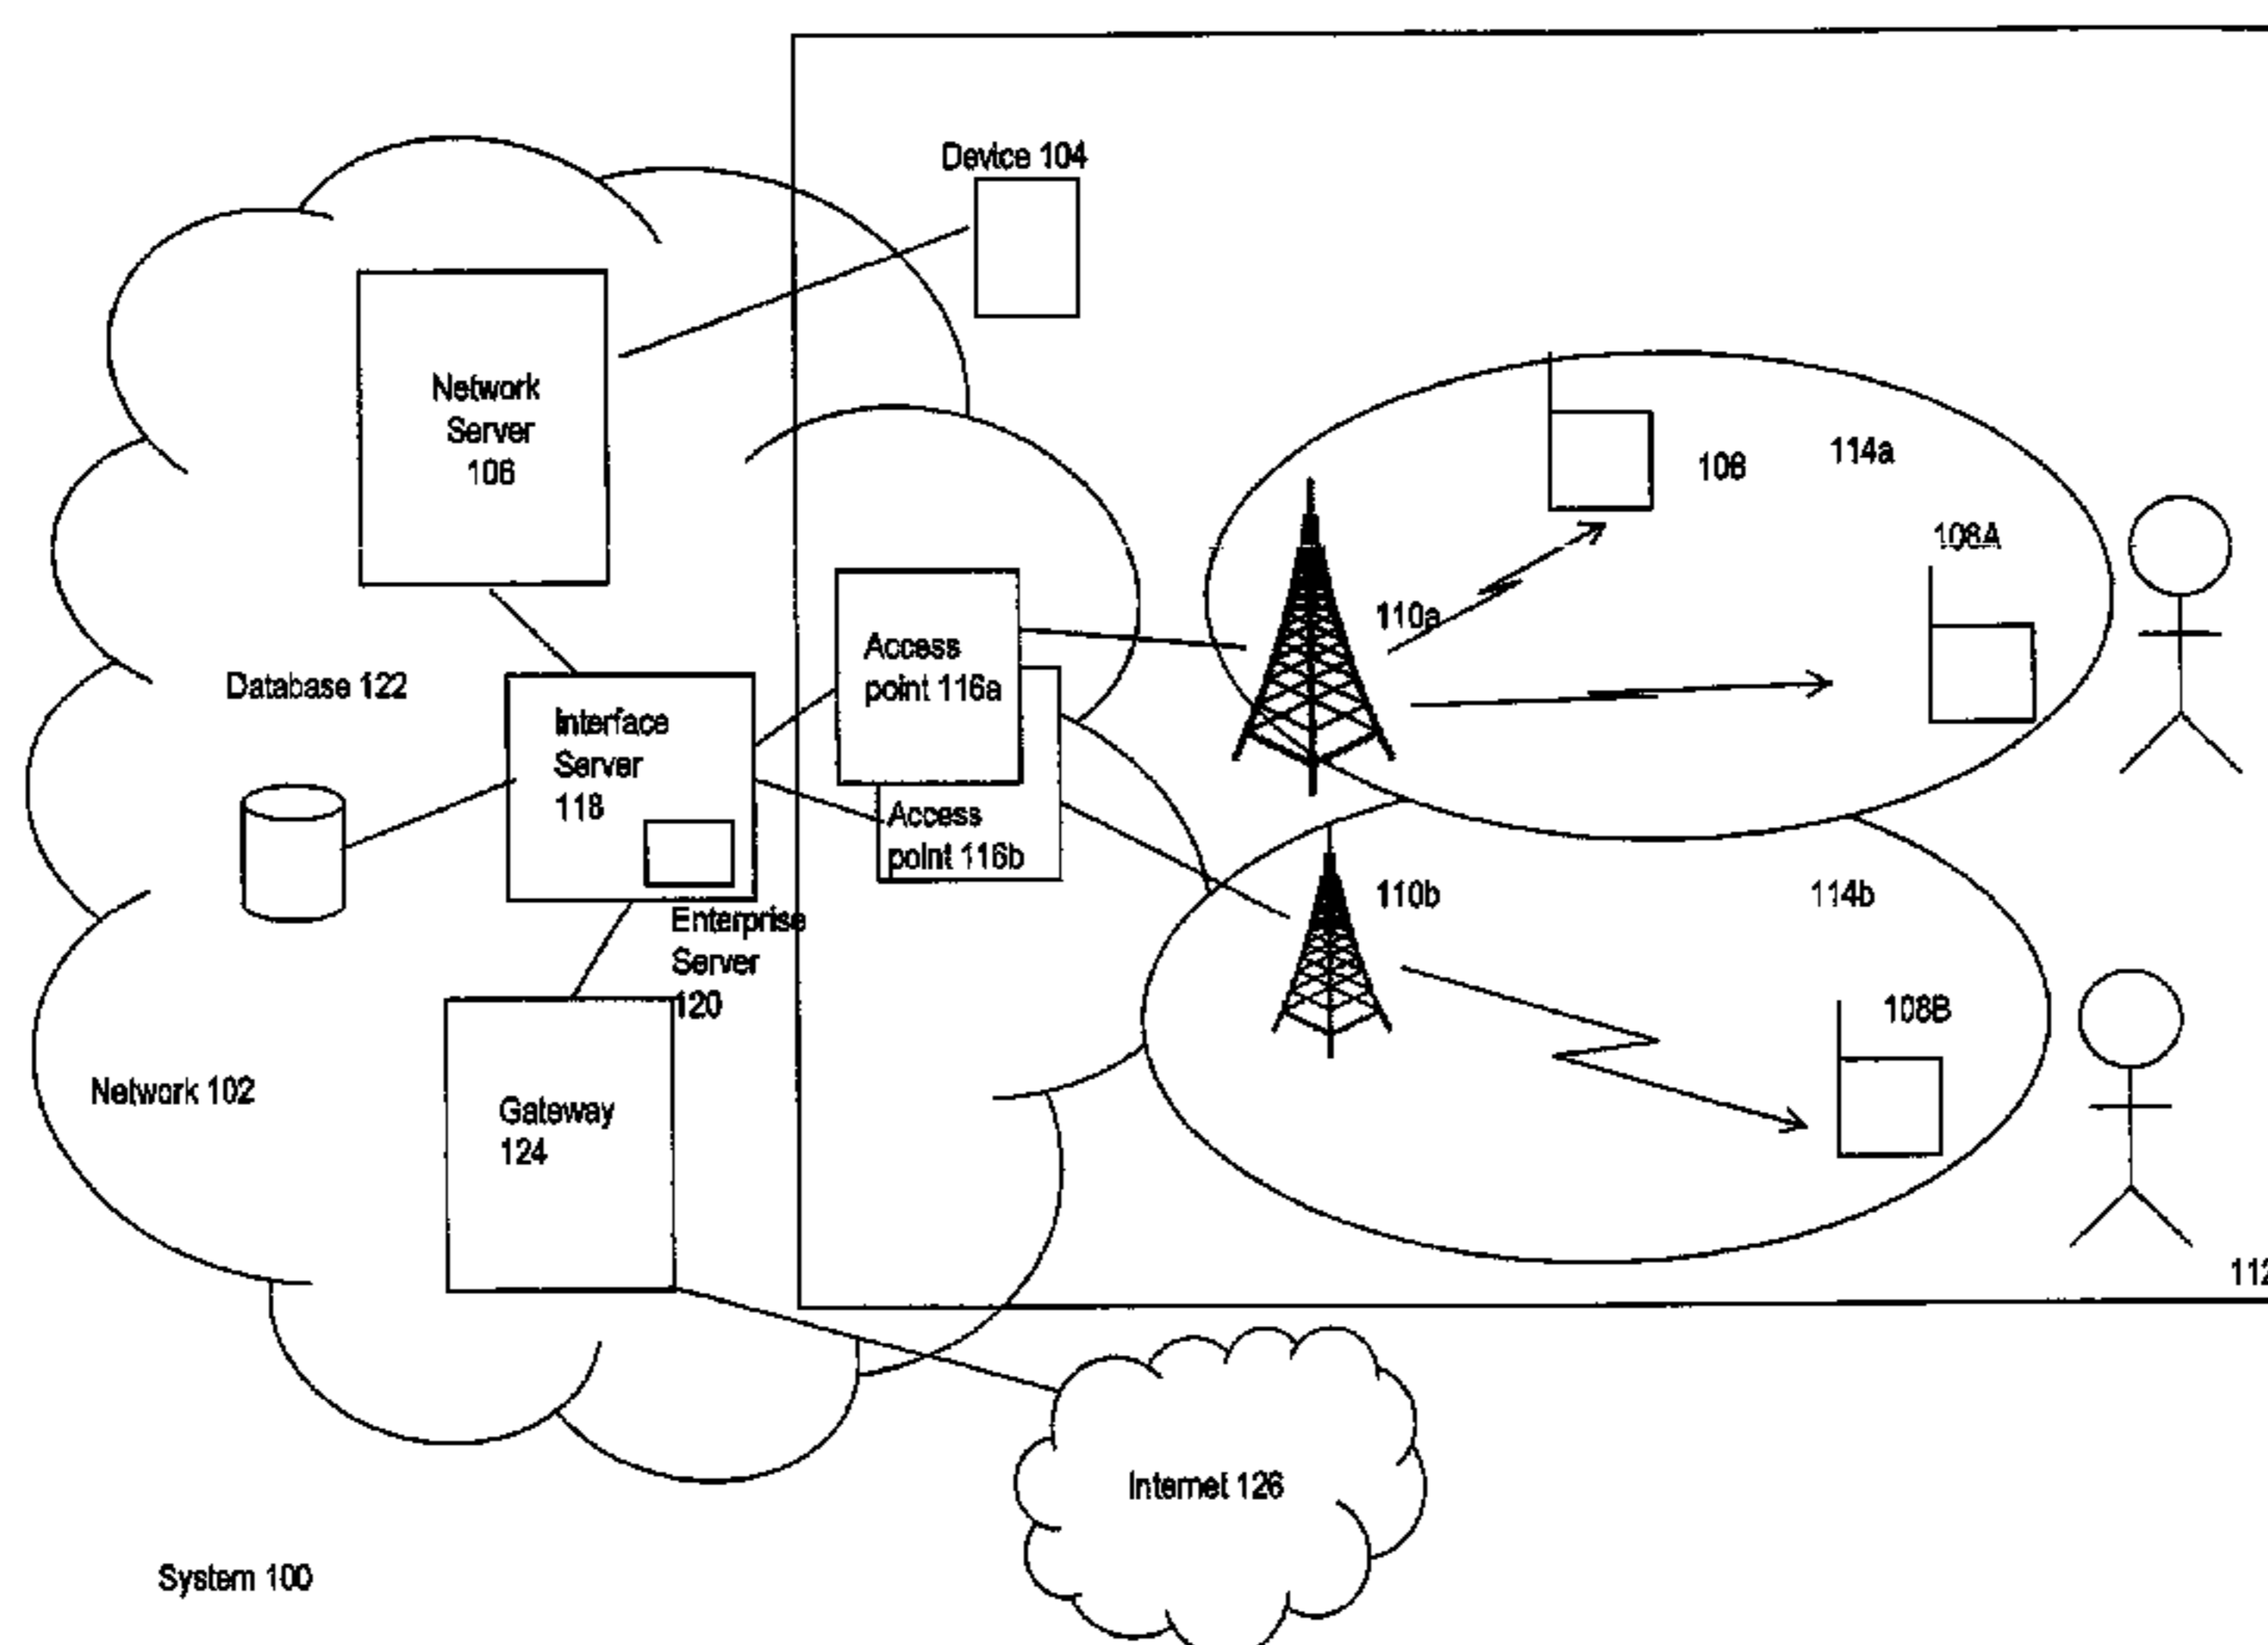 Device 104
Network
Server
106
108
114a
108A
110a
Access
point 116a
Database 122
Interface
Server
118
Access
point 116b
110b
114b
Enterprise
Server
120
108B
Network 102
Gateway
124
112
Internet 126
System 100